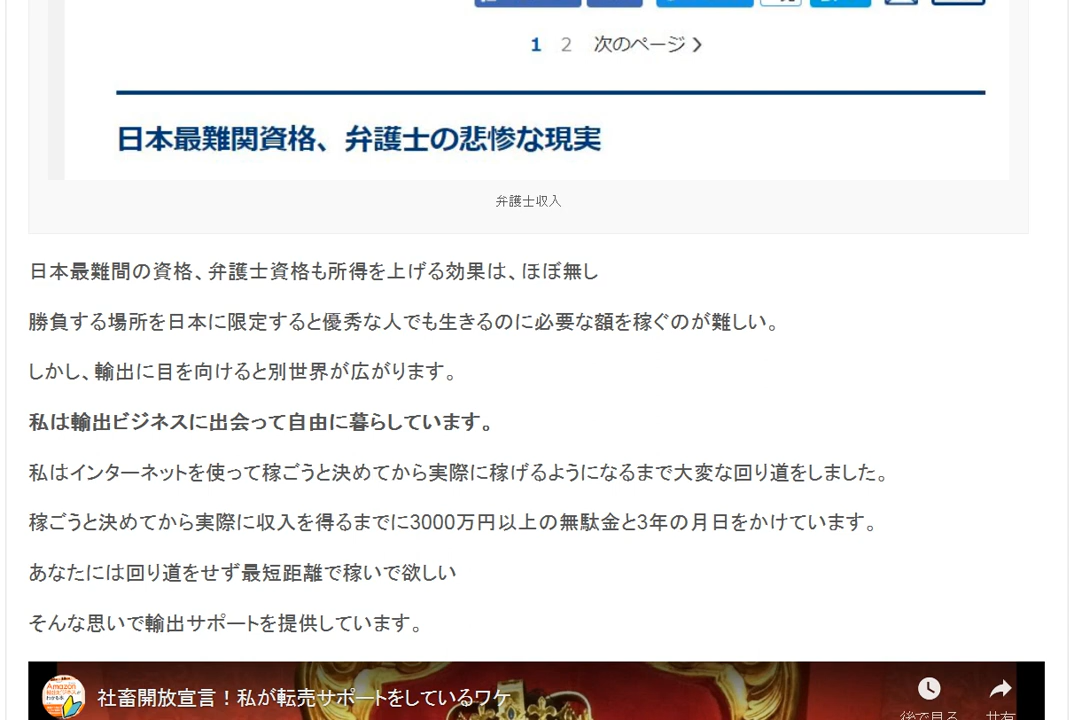 1 2 次のページ
日本最難関資格、弁護士の悲惨な現実
弁護士収入
日本最難間の資格、弁護士資格も所得を上げる効果は、ほぼ無し
勝負する場所を日本に限定すると優秀な人でも生きるのに必要な額を稼ぐのが難しい。
しかし、輸出に目を向けると別世界が広がります。
私は輸出ビジネスに出会って自由に暮らしています。
私はインターネットを使って稼ごうと決めてから実際に稼げるようになるまで大変な回り道をしました。
稼ごうと決めてから実際に収入を得るまでに3000万円以上の無駄金と3年の月日をかけています。
あなたには回り道をせず最短距離で稼いで欲しい
そんな思いで輸出サポートを提供しています。
Amazon
社畜開放宣言！私が転売サポートをしているワケ
後で見る 共有